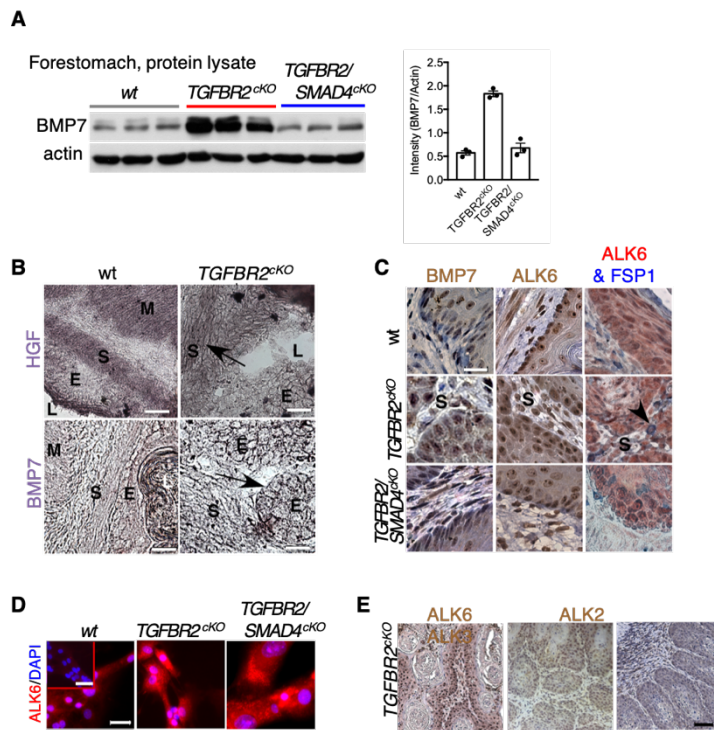 A
Forestomach, protein lysate
wt
TGFBR2cKO
TGFBR2/
SMAD4cKO
BMP7
actin
Intensity (BMP7/Actin)
2.5
2.0
1.5
1.0
0.5
0.0
wt
TGFBR2cKO
TGFBR2/
SMAD4cKO
B
wt
TGFBR2cKO
HGF
M
S
E
L
S
L
E
BMP7
M
S
E
E
S
E
C
BMP7
ALK6
ALK6
& FSP1
wt
TGFBR2cKO
S
S
S
TGFBR2/
SMAD4cKO
D
wt
TGFBR2cKO
TGFBR2/
SMAD4cKO
ALK6/DAPI
E
ALK6
ALK2
TGFBR2cKO